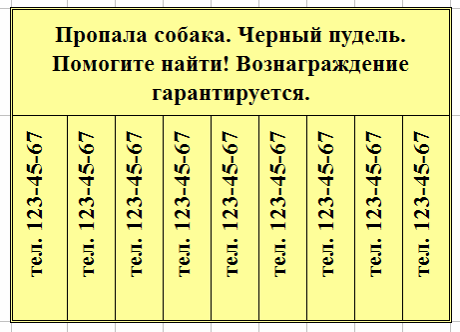 Пропала собака. Черный пудель.
Помогите найти! Вознаграждение
гарантируется.
тел. 123-45-67
тел. 123-45-67
тел. 123-45-67
тел. 123-45-67
тел. 123-45-67
тел. 123-45-67
тел. 123-45-67
тел. 123-45-67
тел. 123-45-67